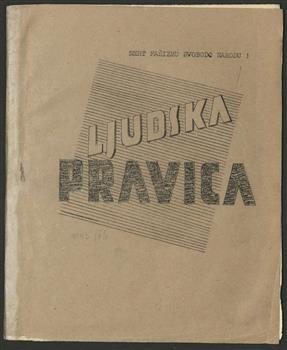 SMRT FAŠIZMU SVOBODO NARODU !
LJUDSKA
PRAVICA